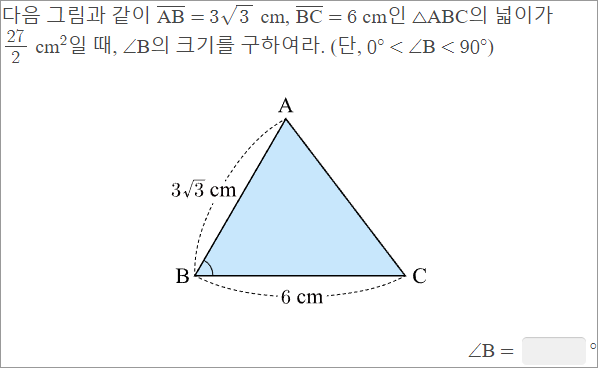 다음 그림과 같이 AB = 3√3 cm, BC = 6 cm인 △ABC의 넓이가
27/2 cm²일 때, ∠B의 크기를 구하여라. (단, 0° < ∠B < 90°)
A
3√3 cm
B
C
6 cm
∠B = °